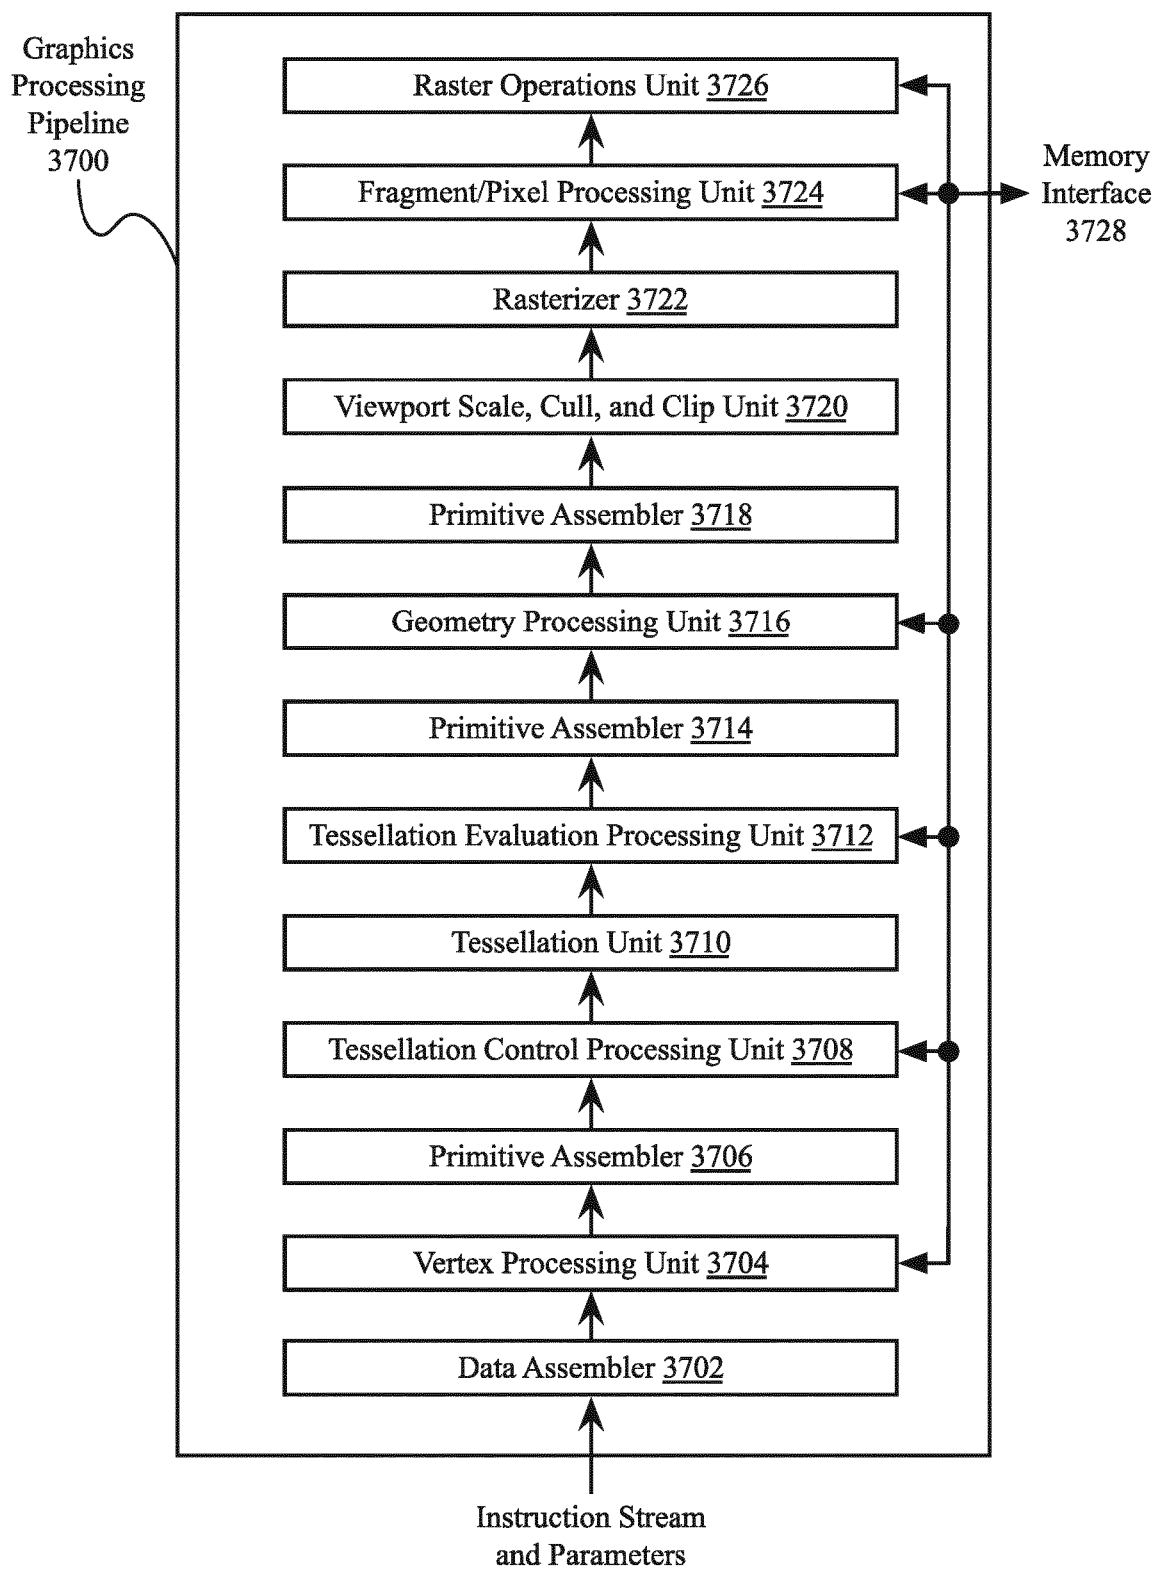 Graphics
Processing
Pipeline
3700
Raster Operations Unit 3726
Fragment/Pixel Processing Unit 3724
Memory
Interface
3728
Rasterizer 3722
Viewport Scale, Cull, and Clip Unit 3720
Primitive Assembler 3718
Geometry Processing Unit 3716
Primitive Assembler 3714
Tessellation Evaluation Processing Unit 3712
Tessellation Unit 3710
Tessellation Control Processing Unit 3708
Primitive Assembler 3706
Vertex Processing Unit 3704
Data Assembler 3702
Instruction Stream
and Parameters